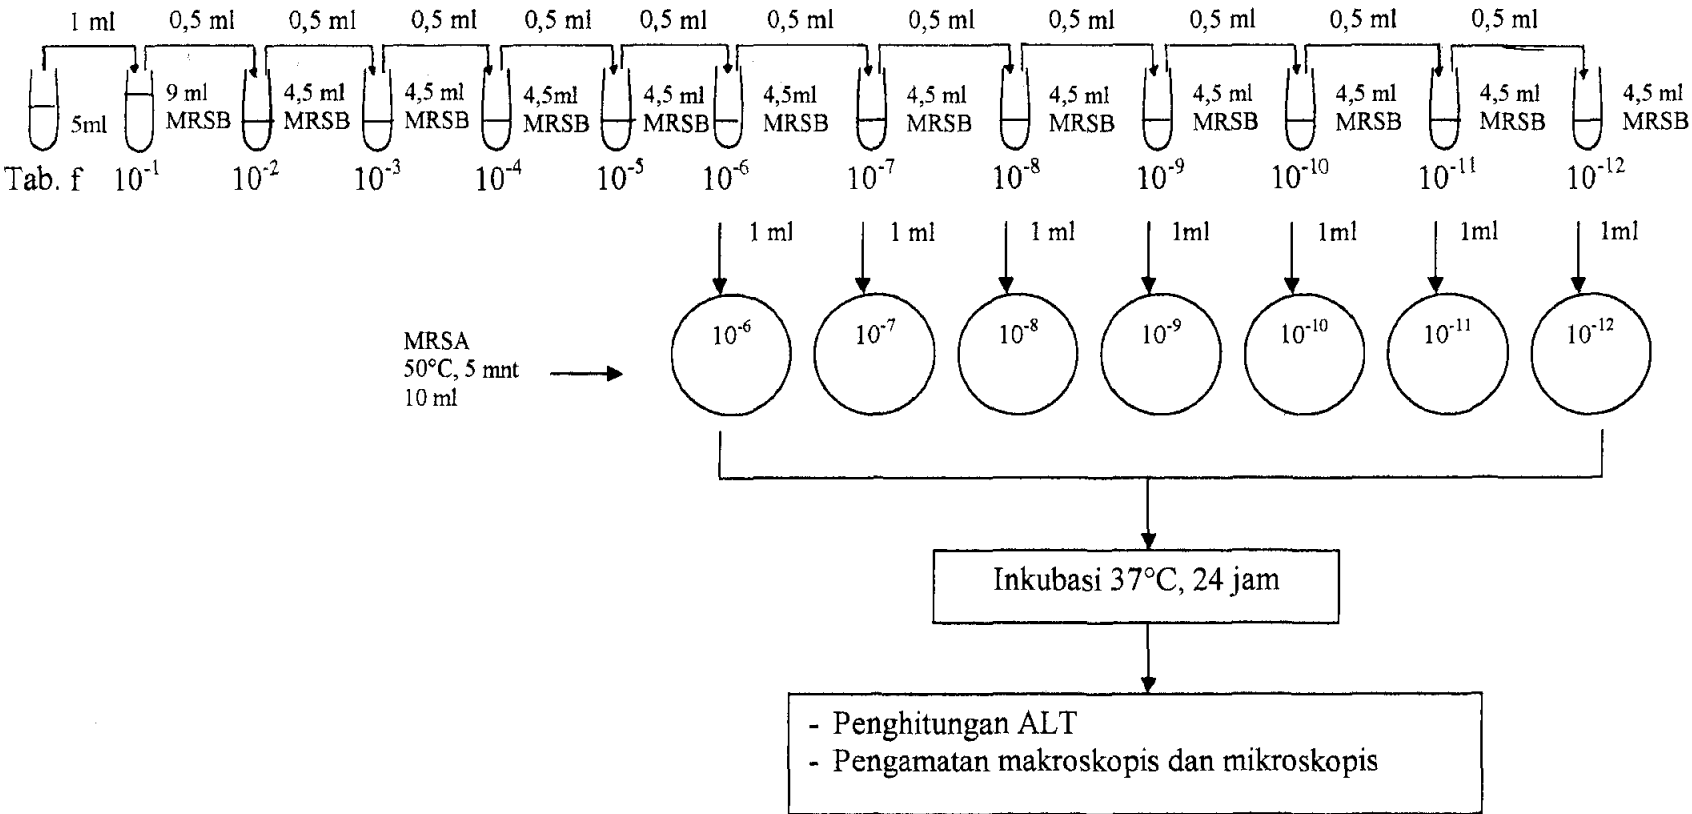 1 ml 0,5 ml 0,5 ml 0,5 ml 0,5 ml 0,5 ml 0,5 ml 0,5 ml 0,5 ml 0,5 ml 0,5 ml 0,5 ml
5ml
9 ml
MRSB
4,5 ml
MRSB
4,5 ml
MRSB
4,5ml
MRSB
4,5 ml
MRSB
4,5ml
MRSB
4,5 ml
MRSB
4,5 ml
MRSB
4,5 ml
MRSB
4,5 ml
MRSB
4,5 ml
MRSB
4,5 ml
MRSB
Tab. f 10⁻¹ 10⁻² 10⁻³ 10⁻⁴ 10⁻⁵ 10⁻⁶ 10⁻⁷ 10⁻⁸ 10⁻⁹ 10⁻¹⁰ 10⁻¹¹ 10⁻¹²
1 ml 1 ml 1 ml 1ml 1ml 1ml 1ml
10⁻⁶ 10⁻⁷ 10⁻⁸ 10⁻⁹ 10⁻¹⁰ 10⁻¹¹ 10⁻¹²
MRSA
50°C, 5 mnt
10 ml
Inkubasi 37°C, 24 jam
- Penghitungan ALT
- Pengamatan makroskopis dan mikroskopis